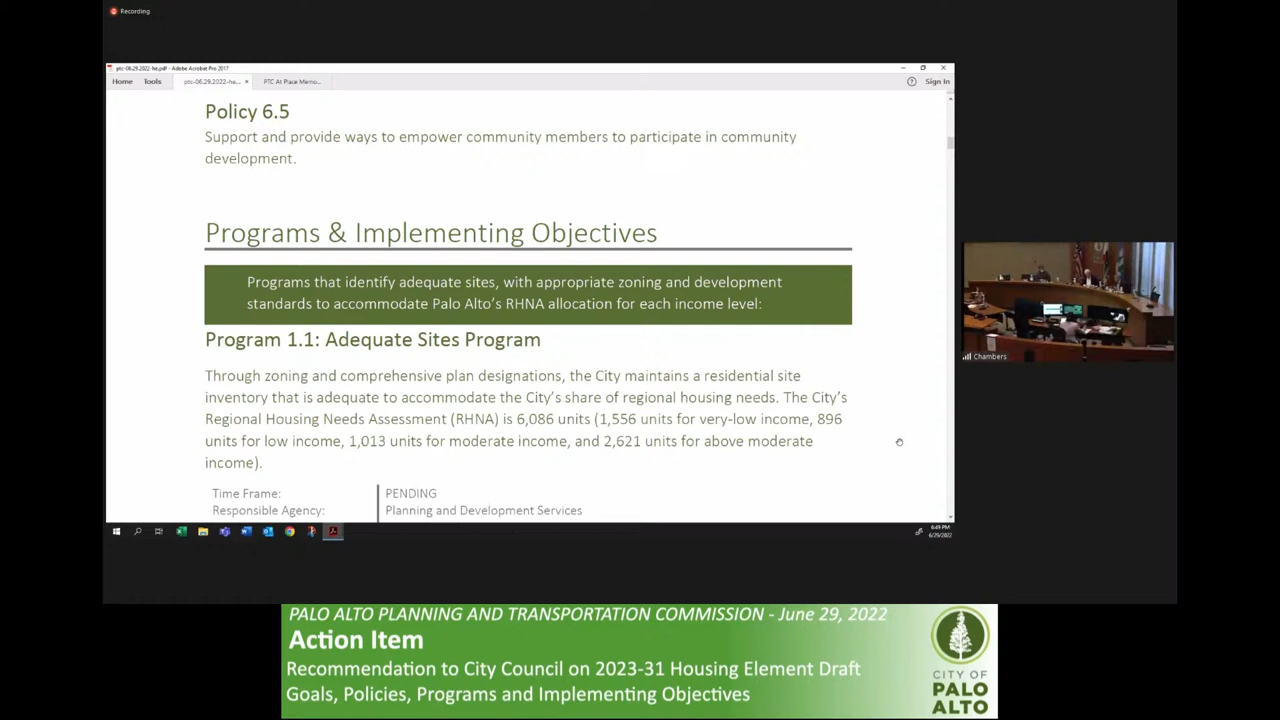 Recording
ptc-06.29.2022-he.pdf - Adobe Acrobat Pro 2017
Home Tools ptc-06.29.2022-he... × PTC At Place Memo... Sign In
Policy 6.5
Support and provide ways to empower community members to participate in community
development.
Programs & Implementing Objectives
Programs that identify adequate sites, with appropriate zoning and development
standards to accommodate Palo Alto's RHNA allocation for each income level:
Program 1.1: Adequate Sites Program
Through zoning and comprehensive plan designations, the City maintains a residential site
inventory that is adequate to accommodate the City's share of regional housing needs. The City's
Regional Housing Needs Assessment (RHNA) is 6,086 units (1,556 units for very-low income, 896
units for low income, 1,013 units for moderate income, and 2,621 units for above moderate
income).
Time Frame: PENDING
Responsible Agency: Planning and Development Services
Chambers
6:49 PM
6/29/2022
PALO ALTO PLANNING AND TRANSPORTATION COMMISSION - June 29, 2022
Action Item
Recommendation to City Council on 2023-31 Housing Element Draft
Goals, Policies, Programs and Implementing Objectives
CITY OF
PALO
ALTO